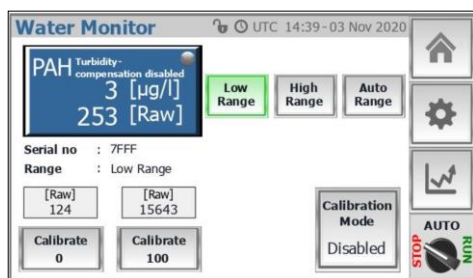 Water Monitor
UTC 14:39-03 Nov 2020
PAH Turbidity-
compensation disabled
3 [µg/l]
253 [Raw]
Low
Range
High
Range
Auto
Range
Serial no : 7FFF
Range : Low Range
[Raw]
124
[Raw]
15643
Calibrate
0
Calibrate
100
Calibration
Mode
Disabled
AUTO
STOP
RUN